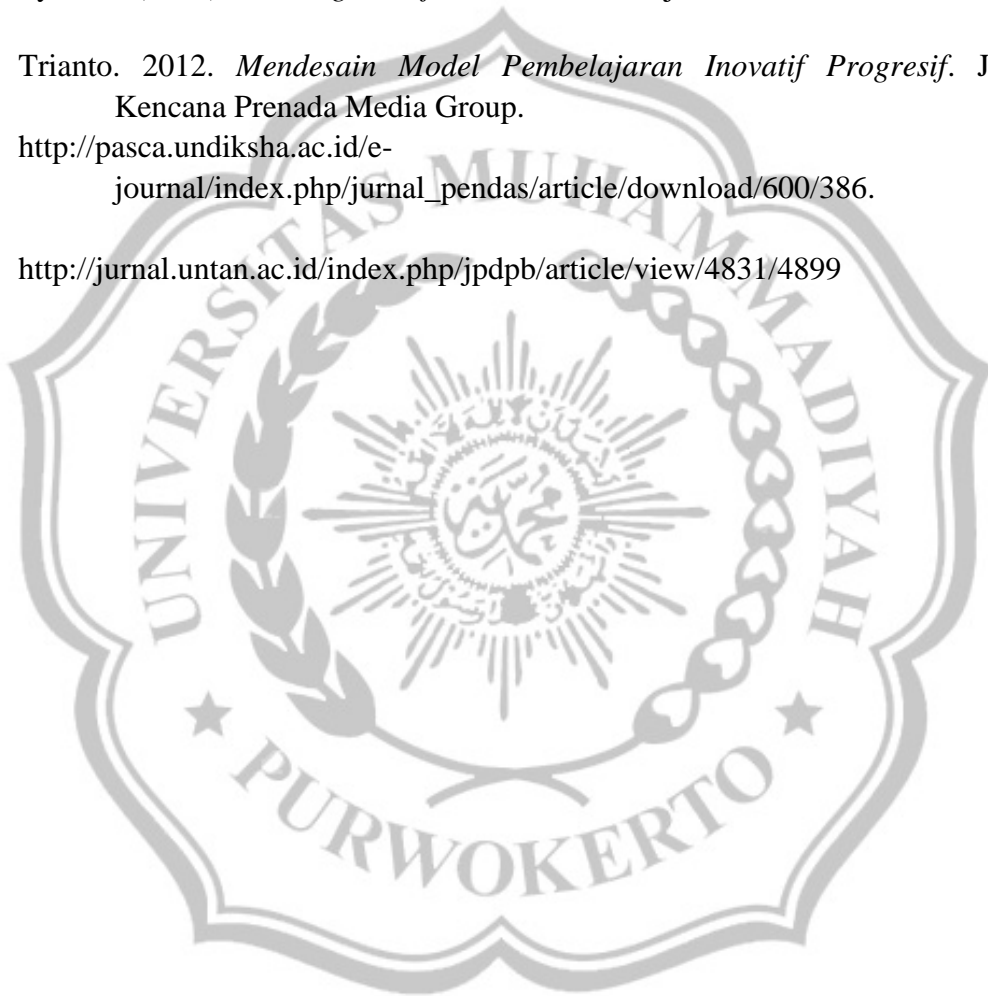 Trianto. 2012. Mendesain Model Pembelajaran Inovatif Progresif. J
Kencana Prenada Media Group.
http://pasca.undiksha.ac.id/e-
journal/index.php/jurnal_pendas/article/download/600/386.
http://jurnal.untan.ac.id/index.php/jpdpb/article/view/4831/4899
UNIVERSITAS MUHAMMADIYAH
PURWOKERTO